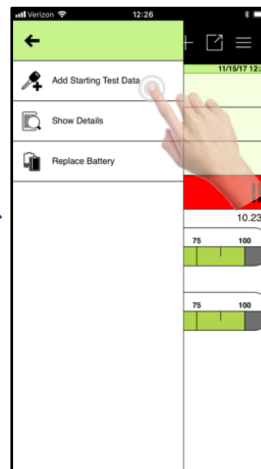 Verizon 12:26
11/15/17 12:
Add Starting Test Data
Show Details
Replace Battery
10.23
75 100
75 100